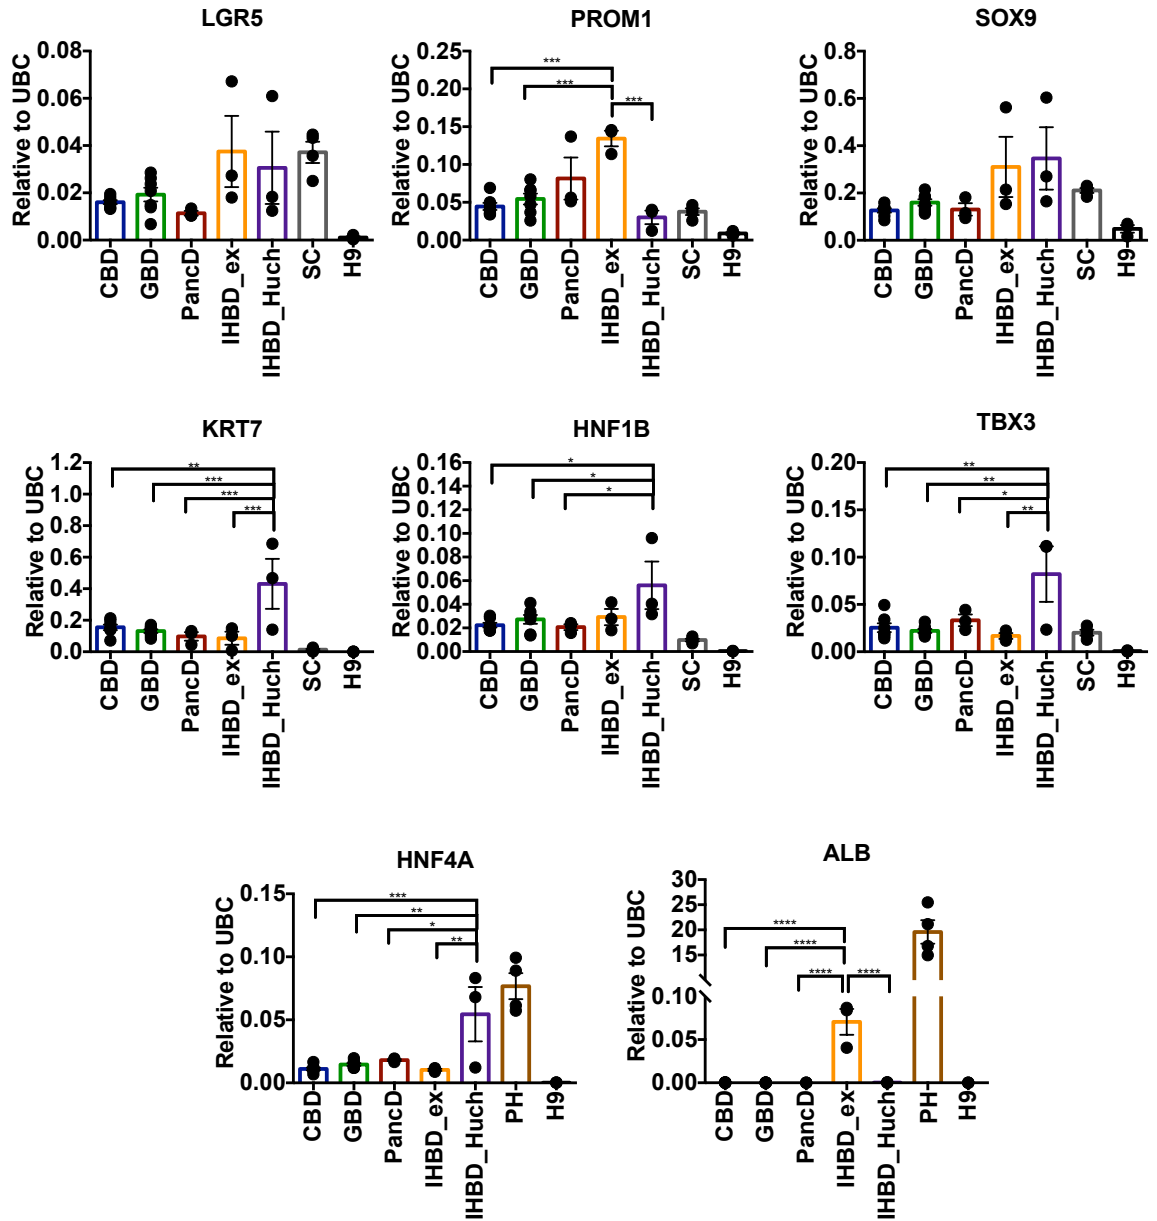 LGR5
Relative to UBC
0.08
0.06
0.04
0.02
0.00
CBD
GBD
PancD
IHBD_ex
IHBD_Huch
SC
H9
PROM1
Relative to UBC
0.25
0.20
0.15
0.10
0.05
0.00
***
***
***
CBD
GBD
PancD
IHBD_ex
IHBD_Huch
SC
H9
SOX9
Relative to UBC
0.8
0.6
0.4
0.2
0.0
CBD
GBD
PancD
IHBD_ex
IHBD_Huch
SC
H9
KRT7
Relative to UBC
1.2
1.0
0.8
0.6
0.4
0.2
0.0
**
***
***
***
CBD
GBD
PancD
IHBD_ex
IHBD_Huch
SC
H9
HNF1B
Relative to UBC
0.16
0.14
0.12
0.10
0.08
0.06
0.04
0.02
0.00
*
*
*
CBD
GBD
PancD
IHBD_ex
IHBD_Huch
SC
H9
TBX3
Relative to UBC
0.20
0.15
0.10
0.05
0.00
**
**
*
**
CBD
GBD
PancD
IHBD_ex
IHBD_Huch
SC
H9
HNF4A
Relative to UBC
0.15
0.10
0.05
0.00
***
**
*
**
CBD
GBD
PancD
IHBD_ex
IHBD_Huch
PH
H9
ALB
Relative to UBC
30
25
20
15
0.10
0.05
0.00
****
****
****
****
CBD
GBD
PancD
IHBD_ex
IHBD_Huch
PH
H9